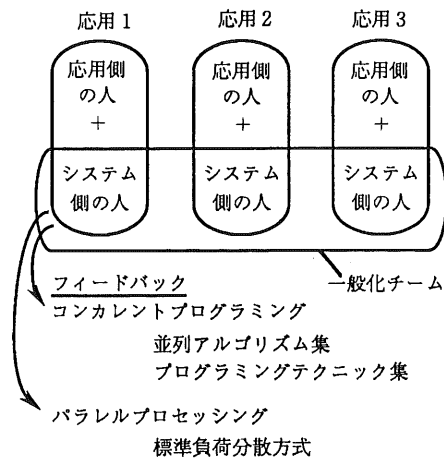 応用1 応用2 応用3
応用側 応用側 応用側
の人 の人 の人
+ + +
システム システム システム
側の人 側の人 側の人
一般化チーム
フィードバック
コンカレントプログラミング
並列アルゴリズム集
プログラミングテクニック集
パラレルプロセッシング
標準負荷分散方式